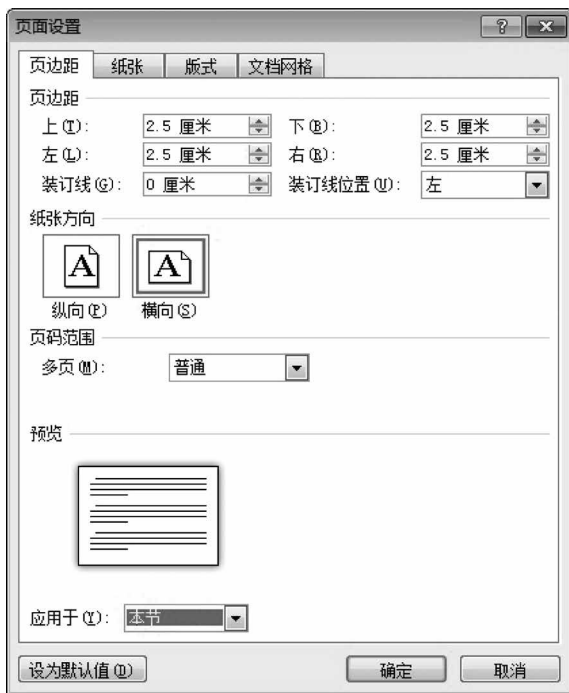 页面设置
页边距 纸张 版式 文档网格
页边距
上(T): 2.5 厘米 下(B): 2.5 厘米
左(L): 2.5 厘米 右(R): 2.5 厘米
装订线(G): 0 厘米 装订线位置(U): 左
纸张方向
A A
纵向(P) 横向(S)
页码范围
多页(M): 普通
预览
应用于(Y): 本节
设为默认值(D) 确定 取消